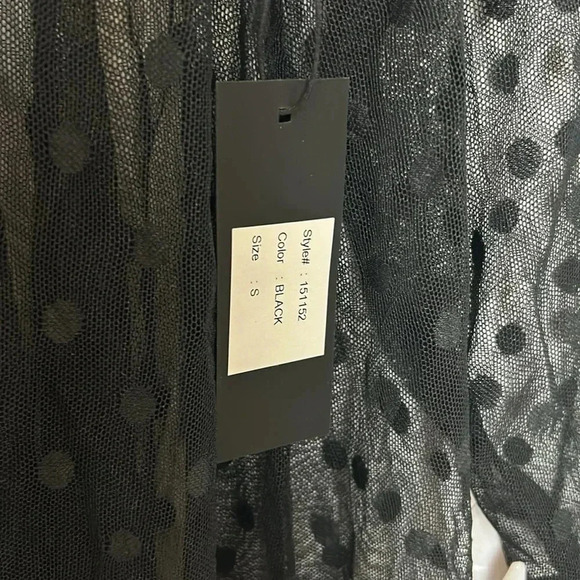 Style# : 151152
Color : BLACK
Size : S